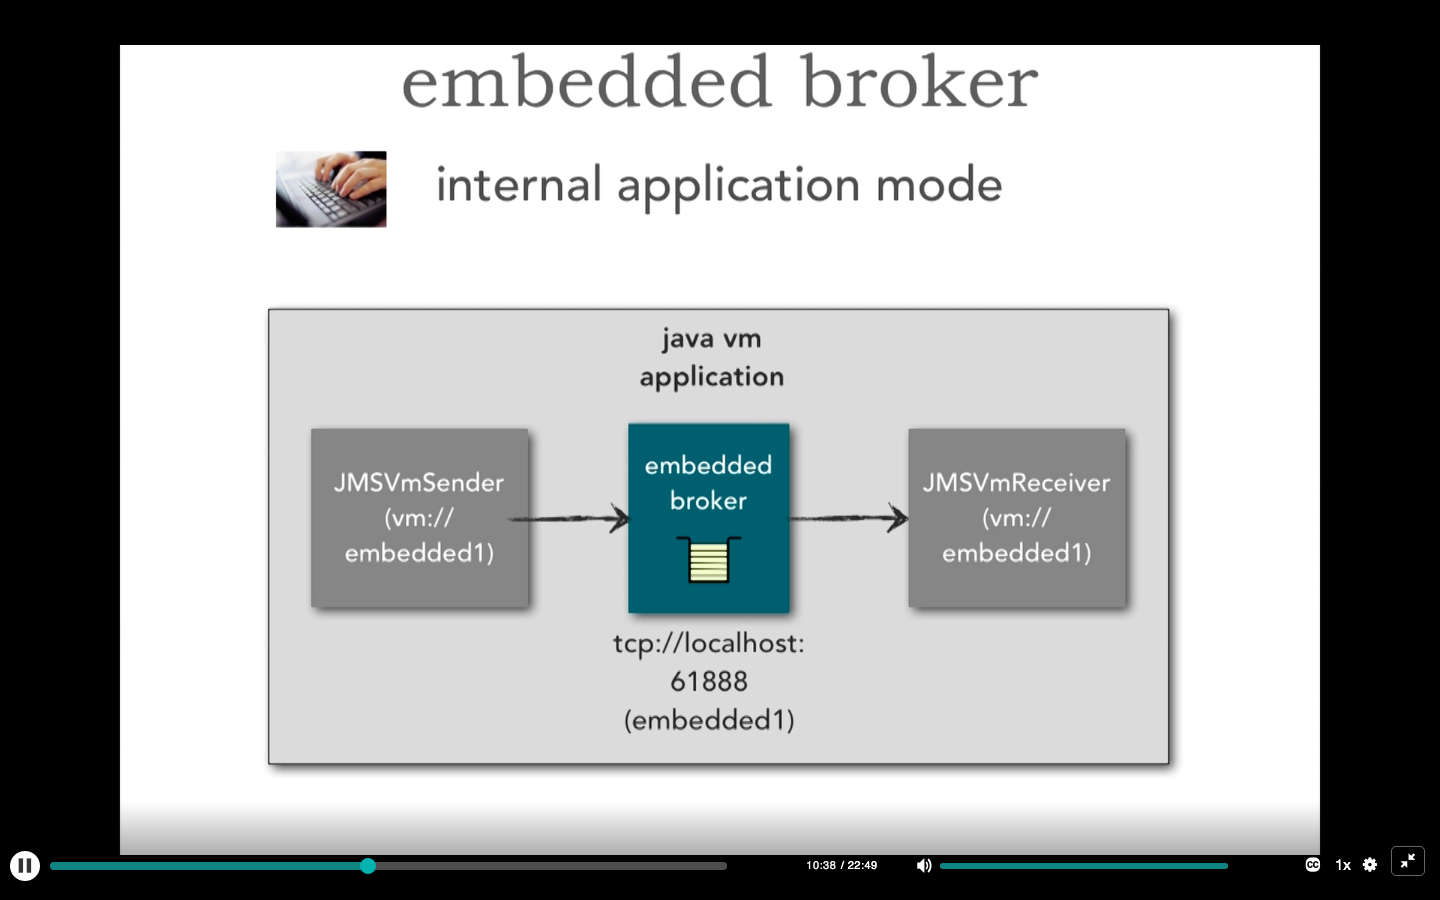 embedded broker
internal application mode
java vm
application
JMSVmSender
(vm://
embedded1)
embedded
broker
JMSVmReceiver
(vm://
embedded1)
tcp://localhost:
61888
(embedded1)
10:38 / 22:49
CC
1x